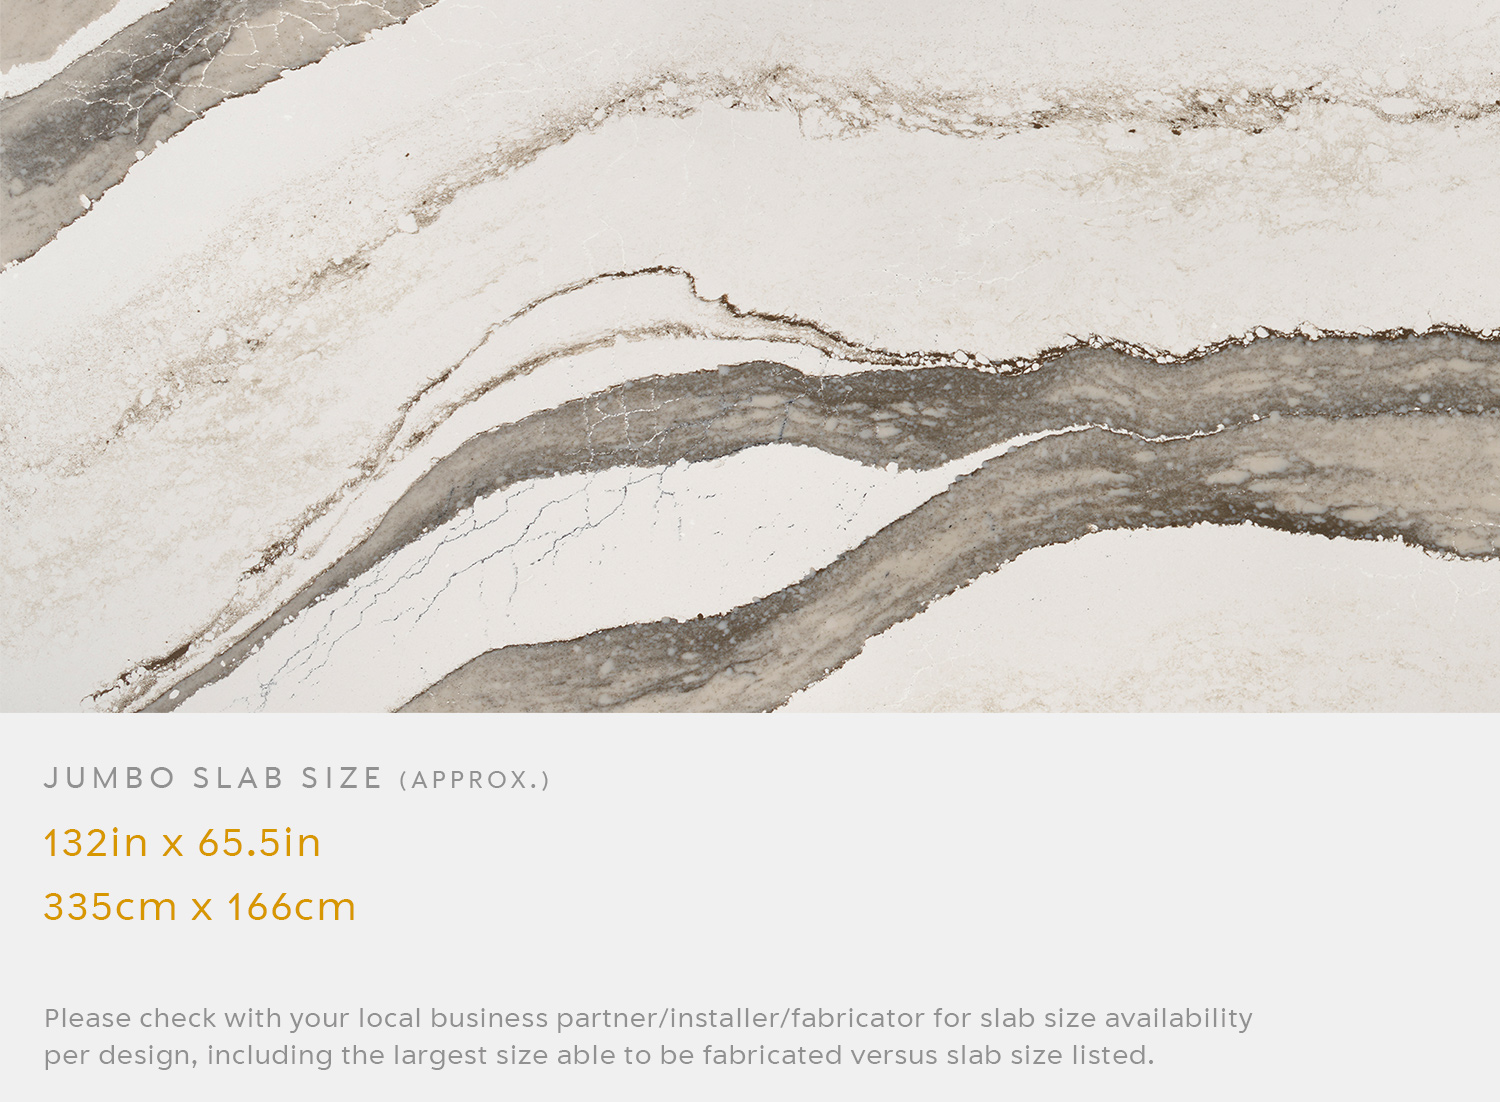 JUMBO SLAB SIZE (APPROX.)
132in x 65.5in
335cm x 166cm
Please check with your local business partner/installer/fabricator for slab size availability
per design, including the largest size able to be fabricated versus slab size listed.